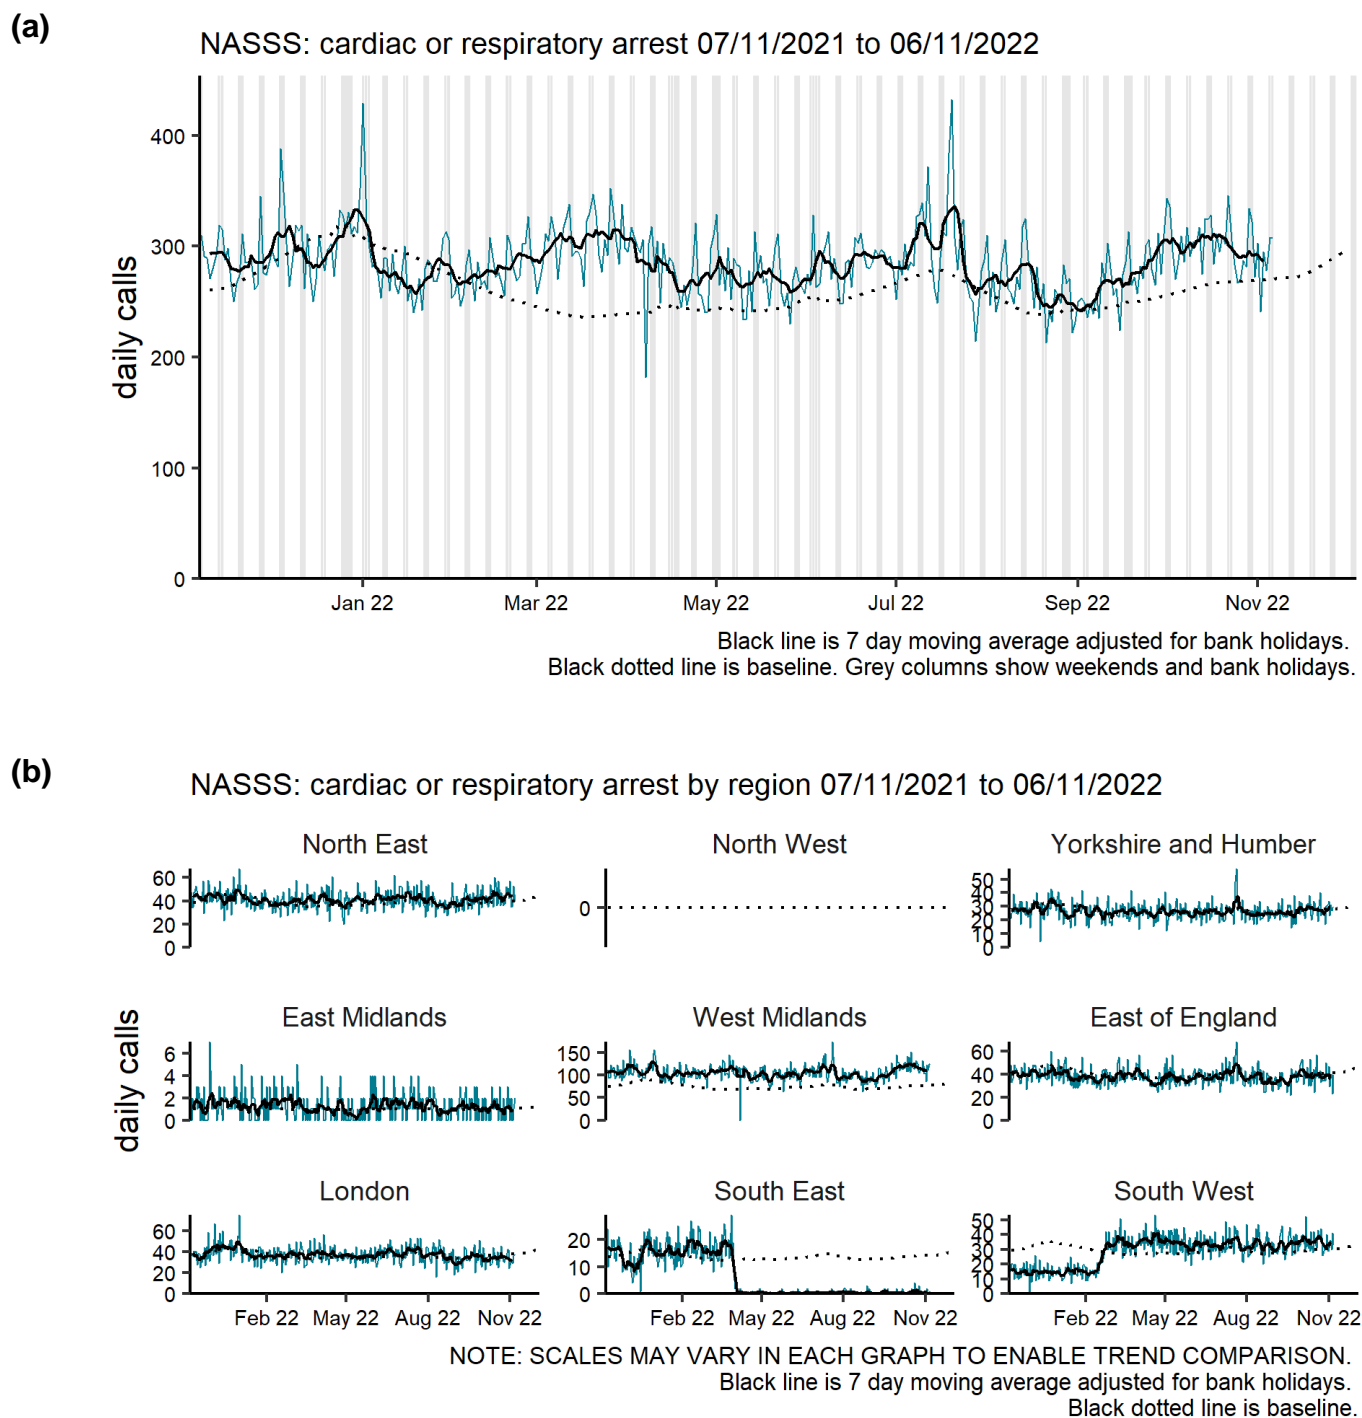 (a)
NASSS: cardiac or respiratory arrest 07/11/2021 to 06/11/2022
daily calls
400
300
200
100
0
Jan 22 Mar 22 May 22 Jul 22 Sep 22 Nov 22
Black line is 7 day moving average adjusted for bank holidays.
Black dotted line is baseline. Grey columns show weekends and bank holidays.
(b)
NASSS: cardiac or respiratory arrest by region 07/11/2021 to 06/11/2022
daily calls
North East
60
40
20
0
North West
0
Yorkshire and Humber
50
40
30
20
10
0
East Midlands
6
4
2
0
West Midlands
150
100
50
0
East of England
60
40
20
0
London
60
40
20
0
South East
20
10
0
South West
50
40
30
20
10
0
Feb 22 May 22 Aug 22 Nov 22
Feb 22 May 22 Aug 22 Nov 22
Feb 22 May 22 Aug 22 Nov 22
NOTE: SCALES MAY VARY IN EACH GRAPH TO ENABLE TREND COMPARISON.
Black line is 7 day moving average adjusted for bank holidays.
Black dotted line is baseline.